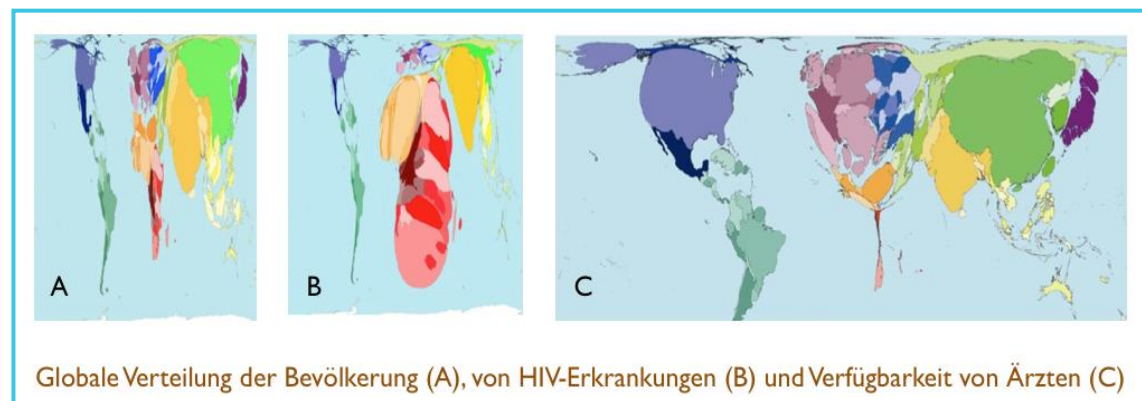 A
B
C
Globale Verteilung der Bevölkerung (A), von HIV-Erkrankungen (B) und Verfügbarkeit von Ärzten (C)